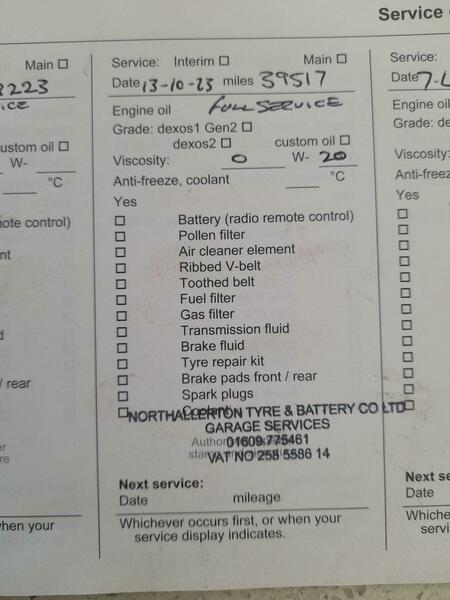 Service
Main ☐
3223
Service: Interim ☐ Main ☐
Date 13-10-23 miles 39517
Engine oil FULL SERVICE
Grade: dexos1 Gen2 ☐
dexos2 ☐ custom oil ☐
Viscosity: 0 W- 20
Anti-freeze, coolant ____ °C
Yes
☐ Battery (radio remote control)
☐ Pollen filter
☐ Air cleaner element
☐ Ribbed V-belt
☐ Toothed belt
☐ Fuel filter
☐ Gas filter
☐ Transmission fluid
☐ Brake fluid
☐ Tyre repair kit
☐ Brake pads front / rear
☐ Spark plugs
☐ Coolant
NORTHALLERTON TYRE & BATTERY CO LTD
GARAGE SERVICES
01609 775461
VAT NO 258 5586 14
Next service:
Date mileage
Whichever occurs first, or when your
service display indicates.
ICE
ustom oil ☐
W-
°C
ote control)
nt
/ rear
when your
Service:
Date 7-
Engine oi
Grade: de
Viscosity:
Anti-freez
Yes
Next s
Date
Whiche
servi